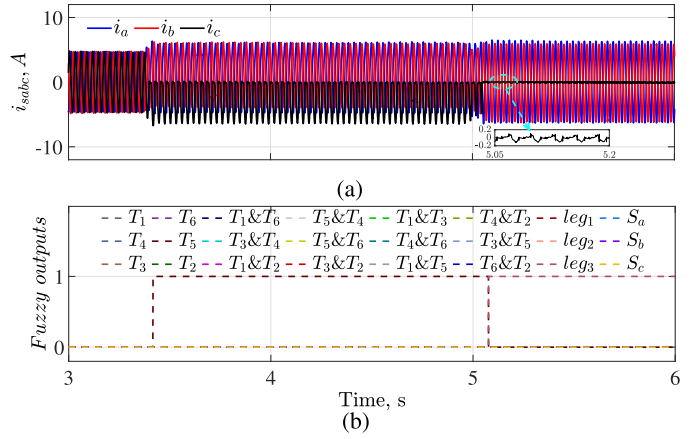 i_a i_b i_c
i_sabc, A
10
0
-10
0.2
0
-0.2
5.05 5.2
(a)
T_1 T_6 T_1&T_6 T_5&T_4 T_1&T_3 T_4&T_2 leg_1 S_a
T_4 T_5 T_3&T_4 T_5&T_6 T_4&T_6 T_3&T_5 leg_2 S_b
T_3 T_2 T_1&T_2 T_3&T_2 T_1&T_5 T_6&T_2 leg_3 S_c
Fuzzy outputs
1
0
3 4 5 6
Time, s
(b)